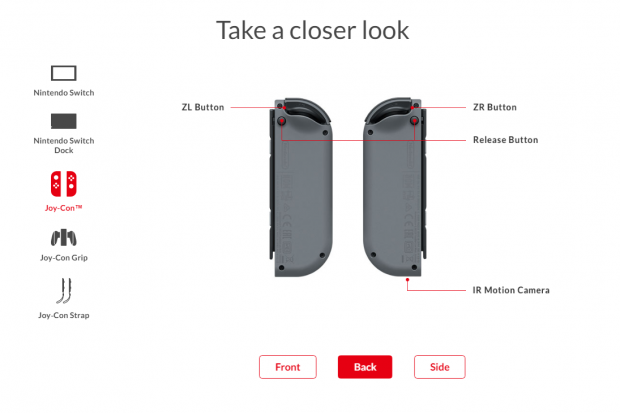 Take a closer look
Nintendo Switch
Nintendo Switch
Dock
Joy-Con™
Joy-Con Grip
Joy-Con Strap
ZL Button
ZR Button
Release Button
IR Motion Camera
Front
Back
Side